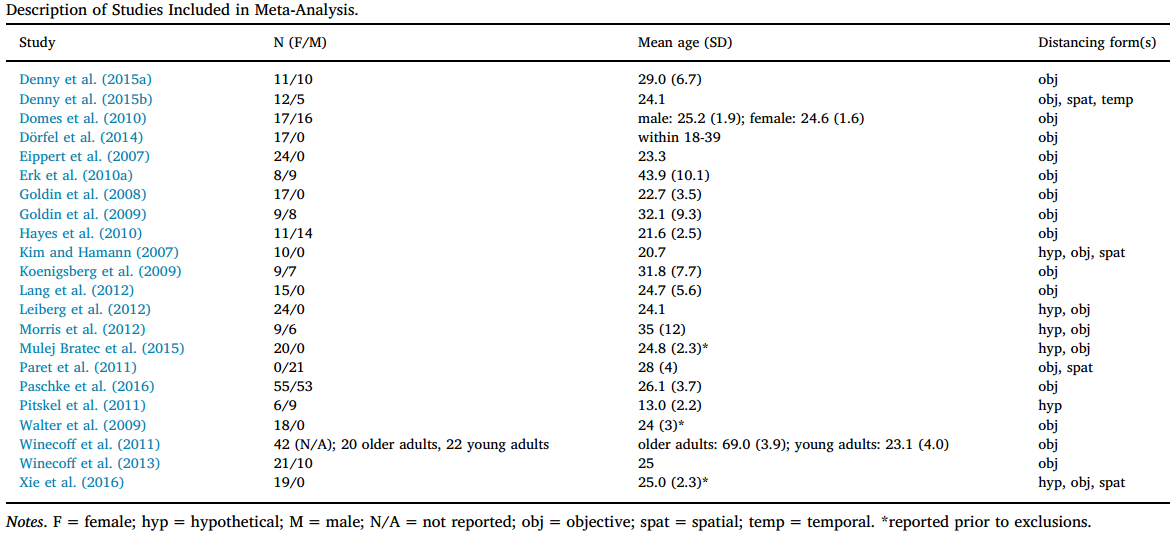 Description of Studies Included in Meta-Analysis.
Study N (F/M) Mean age (SD) Distancing form(s)
Denny et al. (2015a) 11/10 29.0 (6.7) obj
Denny et al. (2015b) 12/5 24.1 obj, spat, temp
Domes et al. (2010) 17/16 male: 25.2 (1.9); female: 24.6 (1.6) obj
Dörfel et al. (2014) 17/0 within 18-39 obj
Eippert et al. (2007) 24/0 23.3 obj
Erk et al. (2010a) 8/9 43.9 (10.1) obj
Goldin et al. (2008) 17/0 22.7 (3.5) obj
Goldin et al. (2009) 9/8 32.1 (9.3) obj
Hayes et al. (2010) 11/14 21.6 (2.5) obj
Kim and Hamann (2007) 10/0 20.7 hyp, obj, spat
Koenigsberg et al. (2009) 9/7 31.8 (7.7) obj
Lang et al. (2012) 15/0 24.7 (5.6) obj
Leiberg et al. (2012) 24/0 24.1 hyp, obj
Morris et al. (2012) 9/6 35 (12) hyp, obj
Mulej Bratec et al. (2015) 20/0 24.8 (2.3)* hyp, obj
Paret et al. (2011) 0/21 28 (4) obj, spat
Paschke et al. (2016) 55/53 26.1 (3.7) obj
Pitskel et al. (2011) 6/9 13.0 (2.2) hyp
Walter et al. (2009) 18/0 24 (3)* obj
Winecoff et al. (2011) 42 (N/A); 20 older adults, 22 young adults older adults: 69.0 (3.9); young adults: 23.1 (4.0) obj
Winecoff et al. (2013) 21/10 25 obj
Xie et al. (2016) 19/0 25.0 (2.3)* hyp, obj, spat
Notes. F = female; hyp = hypothetical; M = male; N/A = not reported; obj = objective; spat = spatial; temp = temporal. *reported prior to exclusions.